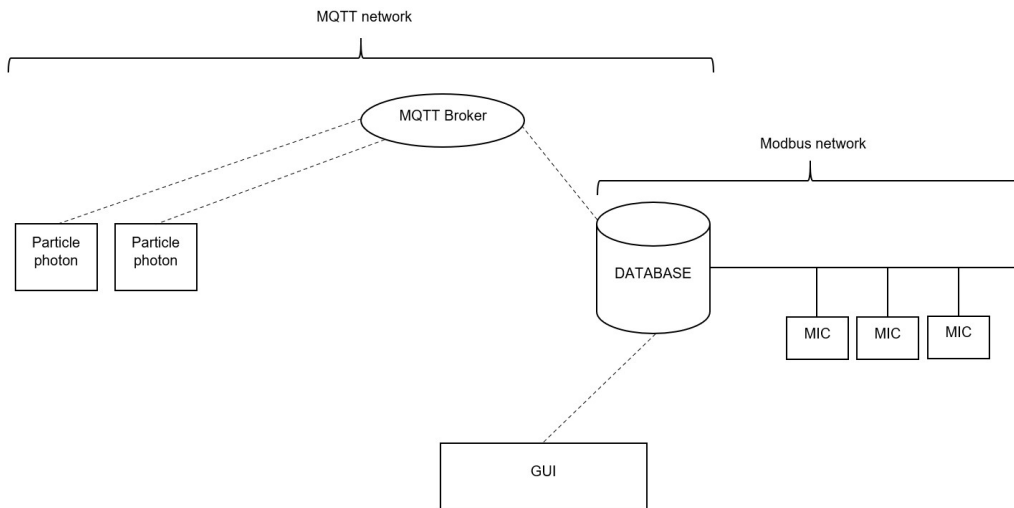 MQTT network
MQTT Broker
Modbus network
Particle
photon
Particle
photon
DATABASE
MIC
MIC
MIC
GUI